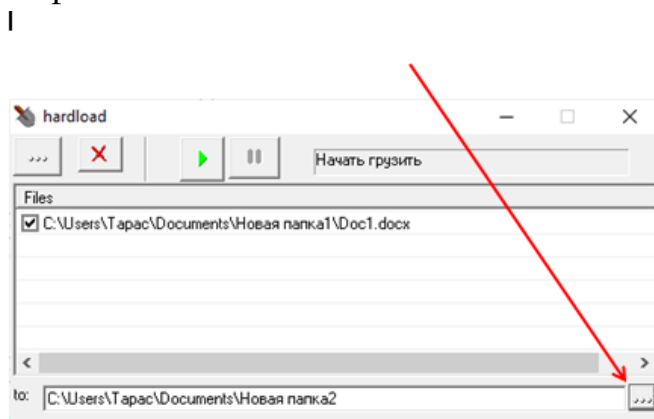 hardload
...
Начать грузить
Files
C:\Users\Тарас\Documents\Новая папка1\Doc1.docx
to: C:\Users\Тарас\Documents\Новая папка2 ...